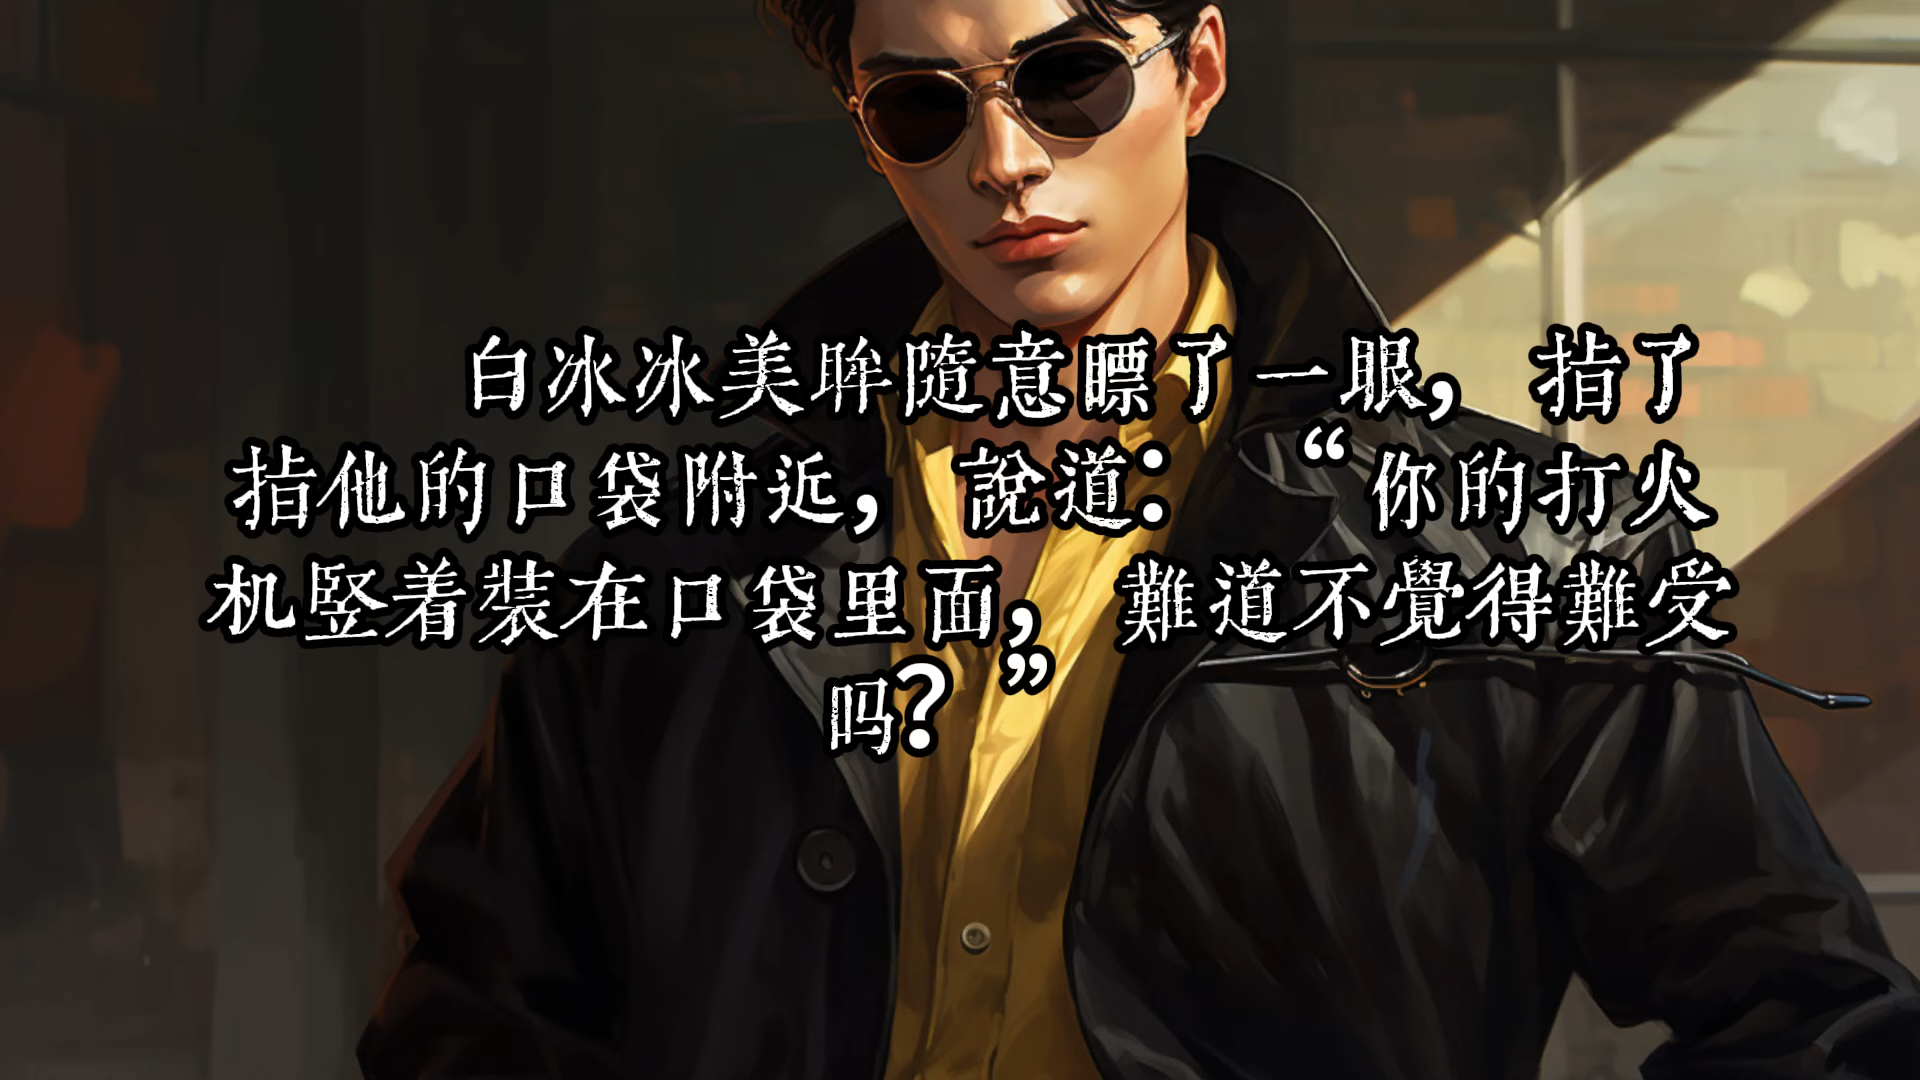 白冰冰美眸隨意瞟了一眼，指了
指他的口袋附近，說道：“你的打火
机竖着裝在口袋里面，難道不覺得難受
吗？”